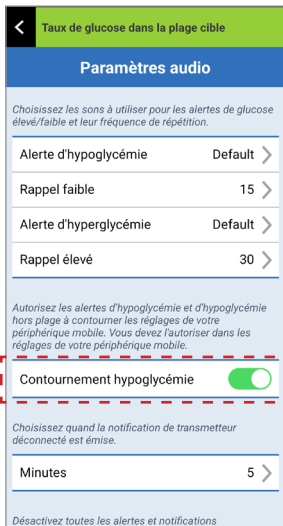 Taux de glucose dans la plage cible
Paramètres audio
Choisissez les sons à utiliser pour les alertes de glucose
élevé/faible et leur fréquence de répétition.
Alerte d'hypoglycémie Default
Rappel faible 15
Alerte d'hyperglycémie Default
Rappel élevé 30
Autorisez les alertes d'hypoglycémie et d'hypoglycémie
hors plage à contourner les réglages de votre
périphérique mobile. Vous devez l'autoriser dans les
réglages de votre périphérique mobile.
Contournement hypoglycémie
Choisissez quand la notification de transmetteur
déconnecté est émise.
Minutes 5
Désactivez toutes les alertes et notifications